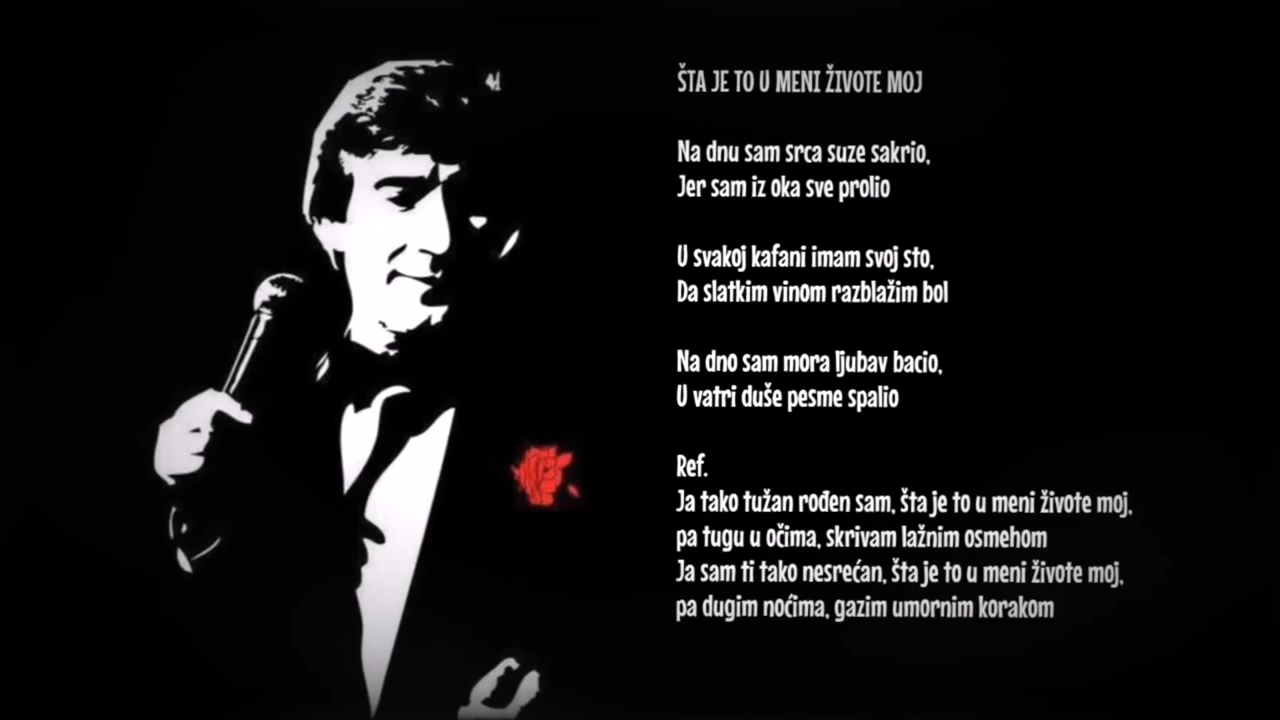 ŠTA JE TO U MENI ŽIVOTE MOJ
Na dnu sam srca suze sakrio,
Jer sam iz oka sve prolio
U svakoj kafani imam svoj sto,
Da slatkim vinom razblažim bol
Na dno sam mora ljubav bacio,
U vatri duše pesme spalio
Ref.
Ja tako tužan rođen sam, šta je to u meni živote moj,
pa tugu u očima, skrivam lažnim osmehom
Ja sam ti tako nesrećan, šta je to u meni živote moj,
pa dugim noćima, gazim umornim korakom